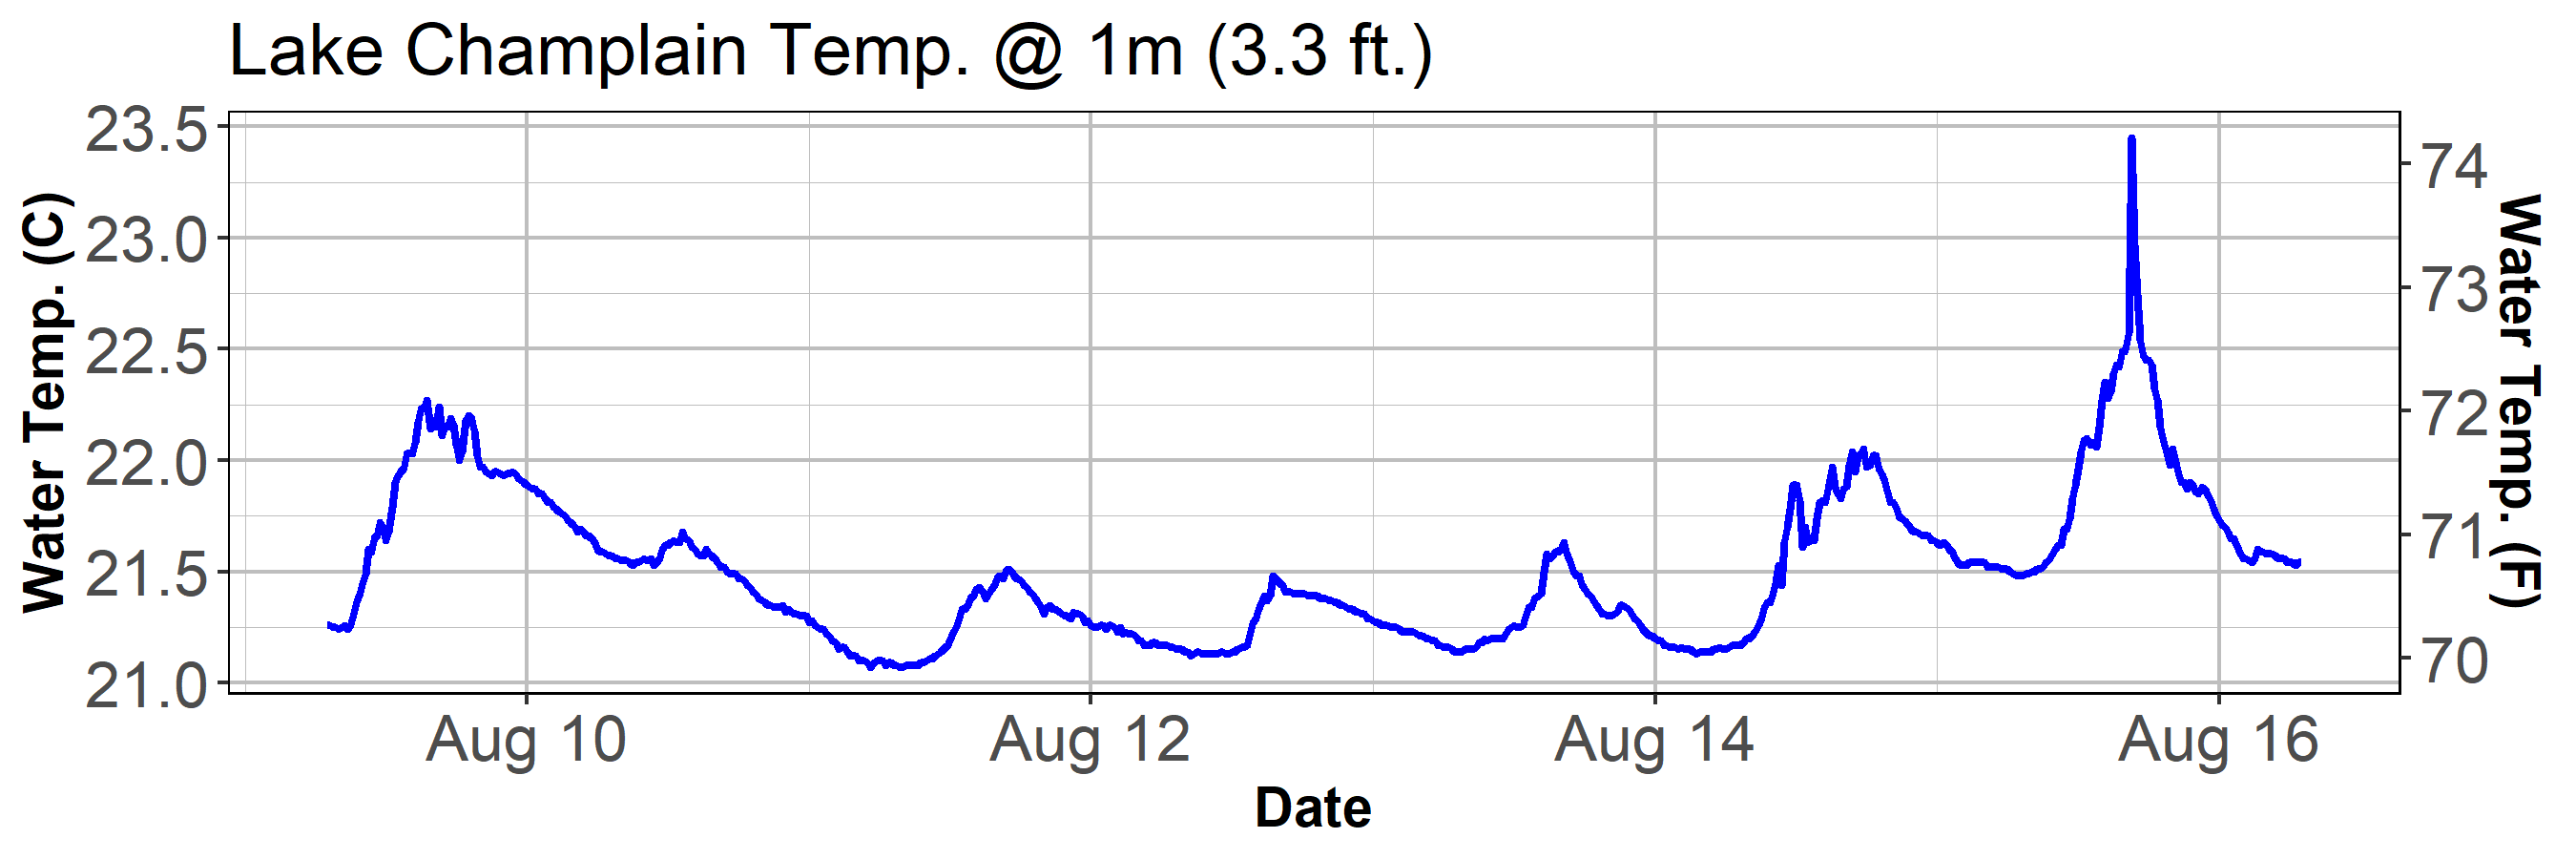 Lake Champlain Temp. @ 1m (3.3 ft.)
Water Temp. (C)
23.5
23.0
22.5
22.0
21.5
21.0
74
73
72
71
70
Water Temp. (F)
Aug 10
Aug 12
Aug 14
Aug 16
Date